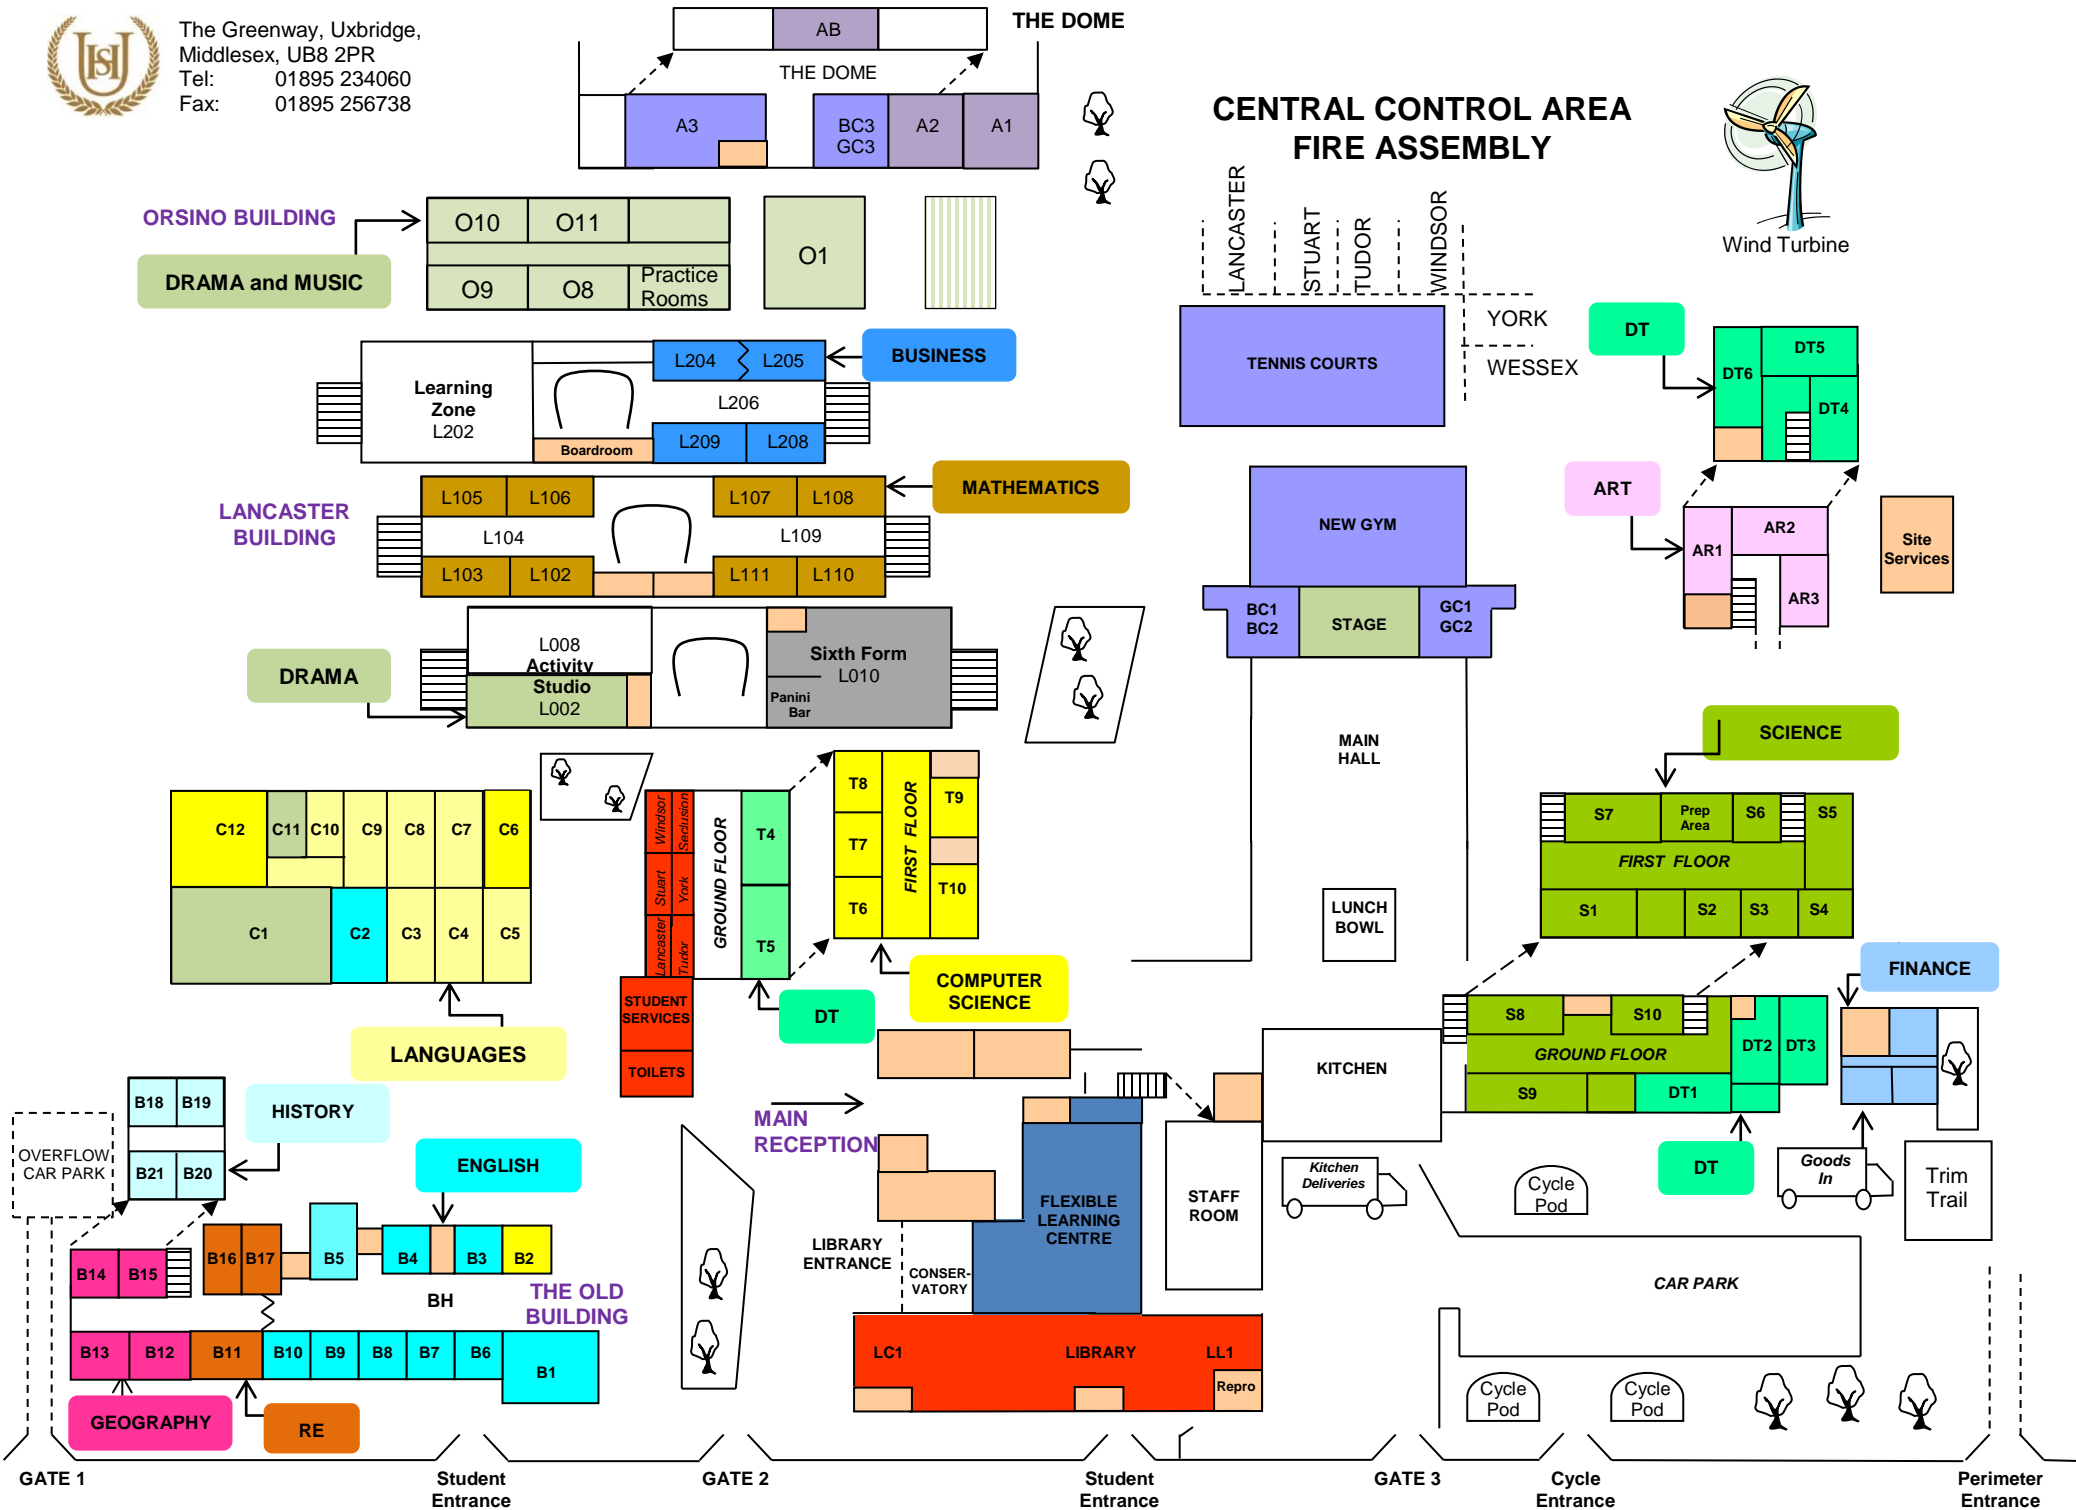 The Greenway, Uxbridge,
Middlesex, UB8 2PR
Tel: 01895 234060
Fax: 01895 256738
USH
AB
THE DOME
THE DOME
A3
BC3
GC3
A2
A1
CENTRAL CONTROL AREA
FIRE ASSEMBLY
Wind Turbine
LANCASTER
STUART
TUDOR
WINDSOR
YORK
WESSEX
TENNIS COURTS
ORSINO BUILDING
DRAMA and MUSIC
O10
O11
O9
O8
Practice
Rooms
O1
BUSINESS
Learning
Zone
L202
L204
L205
L206
Boardroom
L209
L208
MATHEMATICS
LANCASTER
BUILDING
L105
L106
L107
L108
L104
L109
L103
L102
L111
L110
DRAMA
L008
Activity
Studio
L002
Sixth Form
L010
Panini
Bar
DT
DT5
DT6
DT4
ART
AR1
AR2
AR3
Site
Services
NEW GYM
BC1
BC2
STAGE
GC1
GC2
MAIN
HALL
LUNCH
BOWL
SCIENCE
S7
Prep
Area
S6
S5
FIRST FLOOR
S1
S2
S3
S4
C12
C11
C10
C9
C8
C7
C6
C1
C2
C3
C4
C5
LANGUAGES
Windsor
Seclusion
Stuart
York
Lancaster
Tudor
GROUND FLOOR
T4
T5
STUDENT
SERVICES
TOILETS
DT
T8
T7
T6
FIRST FLOOR
T9
T10
COMPUTER
SCIENCE
FINANCE
KITCHEN
S8
S10
GROUND FLOOR
S9
DT1
DT2
DT3
DT
Goods
In
Trim
Trail
Kitchen
Deliveries
Cycle
Pod
CAR PARK
Cycle
Pod
Cycle
Pod
MAIN
RECEPTION
FLEXIBLE
LEARNING
CENTRE
STAFF
ROOM
LIBRARY
ENTRANCE
CONSER-
VATORY
LC1
LIBRARY
LL1
Repro
B18
B19
B21
B20
HISTORY
OVERFLOW
CAR PARK
ENGLISH
B14
B15
B16
B17
B5
B4
B3
B2
BH
THE OLD
BUILDING
B13
B12
B11
B10
B9
B8
B7
B6
B1
GEOGRAPHY
RE
GATE 1
Student
Entrance
GATE 2
Student
Entrance
GATE 3
Cycle
Entrance
Perimeter
Entrance